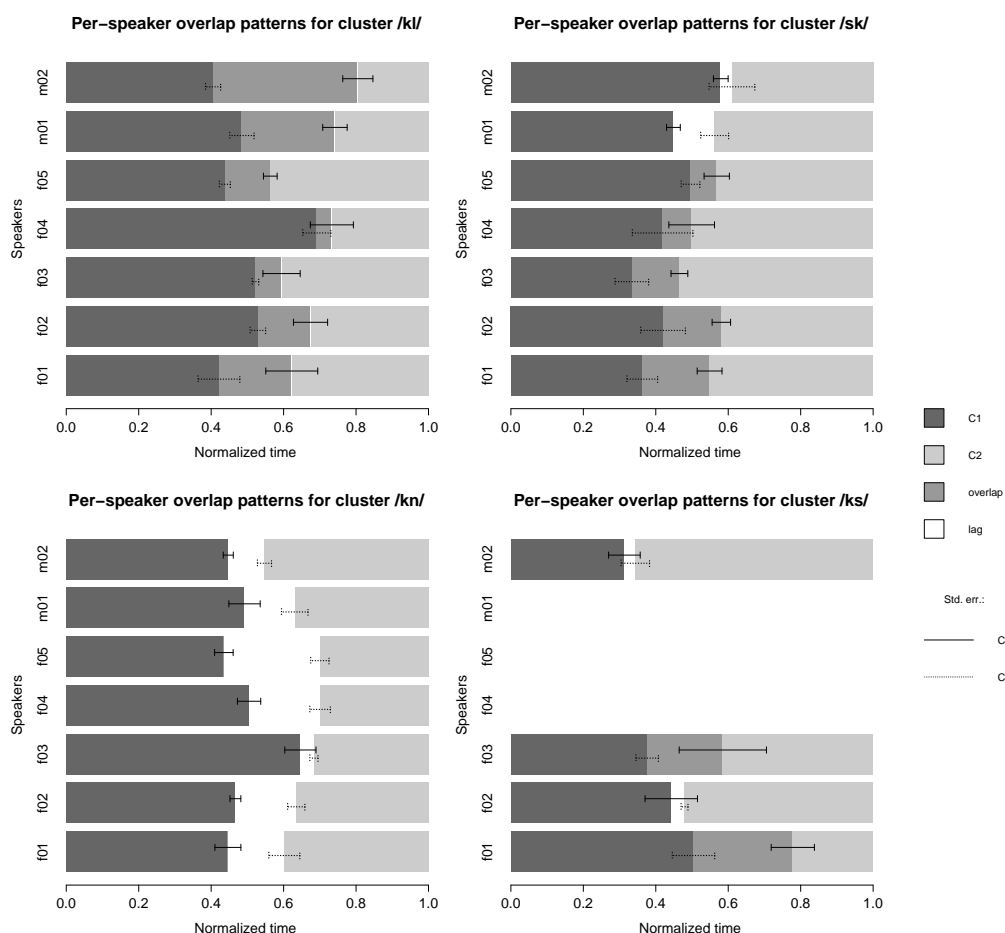 Per−speaker overlap patterns for cluster /kl/
Speakers
m02
m01
f05
f04
f03
f02
f01
0.0 0.2 0.4 0.6 0.8 1.0
Normalized time
Per−speaker overlap patterns for cluster /sk/
Speakers
m02
m01
f05
f04
f03
f02
f01
0.0 0.2 0.4 0.6 0.8 1.0
Normalized time
Per−speaker overlap patterns for cluster /kn/
Speakers
m02
m01
f05
f04
f03
f02
f01
0.0 0.2 0.4 0.6 0.8 1.0
Normalized time
Per−speaker overlap patterns for cluster /ks/
Speakers
m02
m01
f05
f04
f03
f02
f01
0.0 0.2 0.4 0.6 0.8 1.0
Normalized time
C1
C2
overlap
lag
Std. err.:
C
C